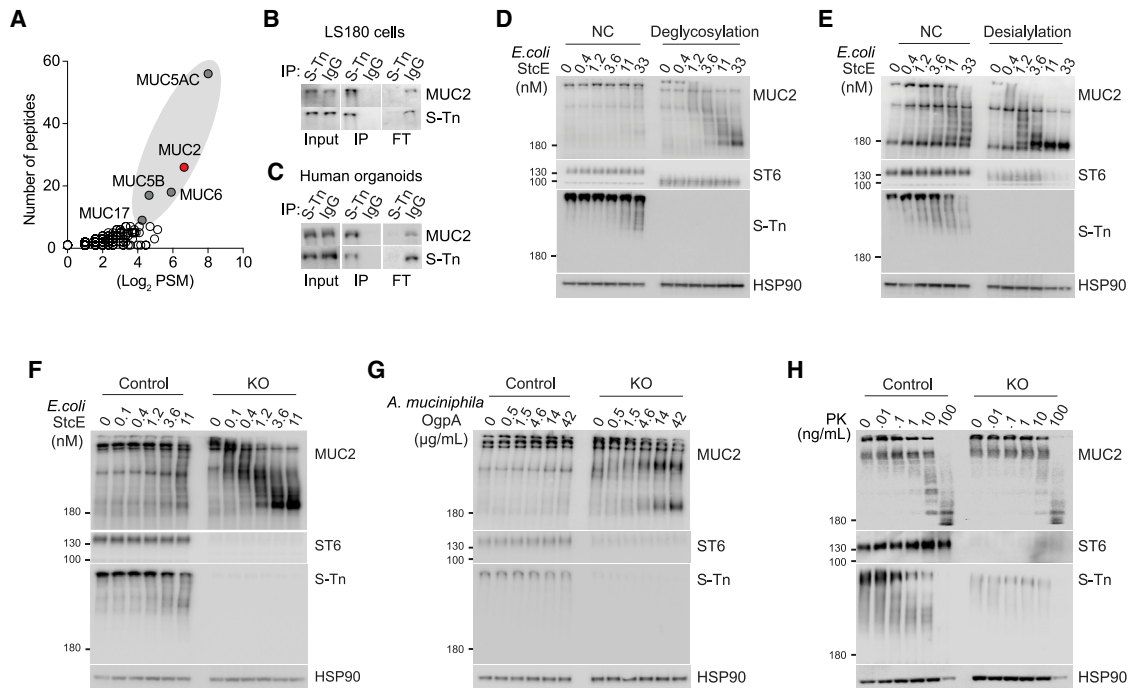 A
Number of peptides
60
40
20
0
MUC5AC
MUC2
MUC5B
MUC6
MUC17
0 2 4 6 8 10
(Log2 PSM)
B
LS180 cells
IP: S-Tn IgG S-Tn IgG S-Tn IgG
MUC2
S-Tn
Input IP FT
C
Human organoids
IP: S-Tn IgG S-Tn IgG S-Tn IgG
MUC2
S-Tn
Input IP FT
D
NC Deglycosylation
E.coli
StcE
(nM)
0 0.4 1.2 3.6 11 33 0 0.4 1.2 3.6 11 33
MUC2
180
130
100
ST6
S-Tn
180
HSP90
E
NC Desialylation
E.coli
StcE
(nM)
0 0.4 1.2 3.6 11 33 0 0.4 1.2 3.6 11 33
MUC2
180
130
100
ST6
S-Tn
180
HSP90
F
Control KO
E.coli
StcE
(nM)
0 0.1 0.4 1.2 3.6 11 0 0.1 0.4 1.2 3.6 11
MUC2
180
130
100
ST6
S-Tn
180
HSP90
G
Control KO
A. muciniphila
OgpA
(µg/mL)
0 0.5 1.5 4.6 14 42 0 0.5 1.5 4.6 14 42
MUC2
180
130
100
ST6
S-Tn
180
HSP90
H
Control KO
PK
(ng/mL)
0 .01 .1 1 10 100 0 .01 .1 1 10 100
MUC2
180
130
100
ST6
S-Tn
180
HSP90